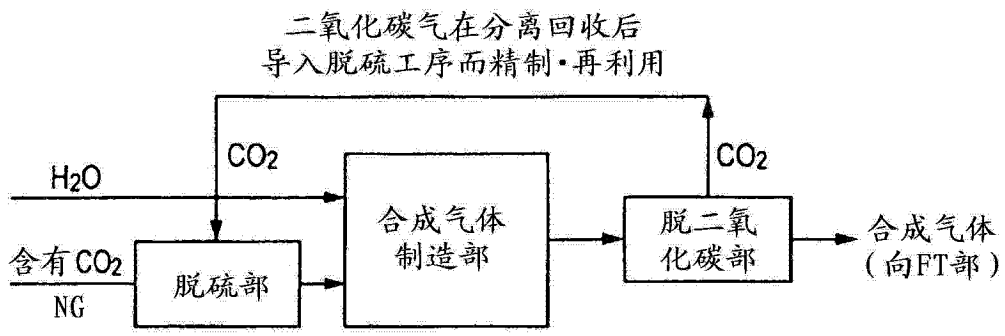 二氧化碳气在分离回收后
导入脱硫工序而精制·再利用
CO2
CO2
H2O
合成气体
制造部
脱二氧
化碳部
合成气体
(向FT部)
含有CO2
NG
脱硫部